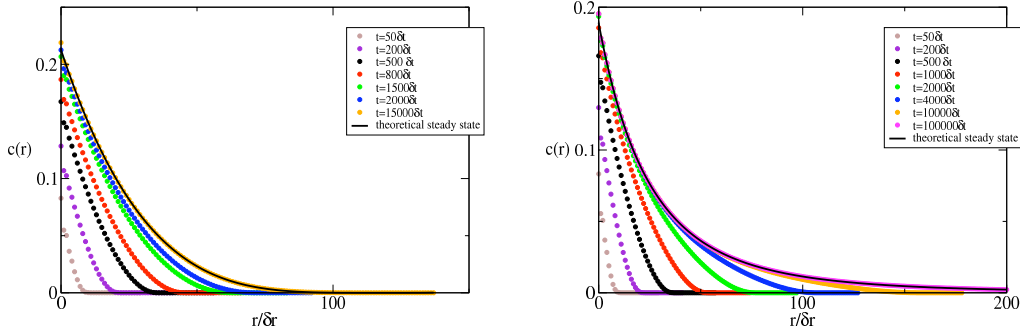 0.2
0.1
0
c(r)
0
100
r/δr
t=50δt
t=200δt
t=500 δt
t=800δt
t=1500δt
t=2000δt
t=15000δt
theoretical steady state
0.2
0.1
0
c(r)
0
100
200
r/δr
t=50δt
t=200δt
t=500δt
t=1000δt
t=2000δt
t=4000δt
t=10000δt
t=100000δt
theoretical steady state